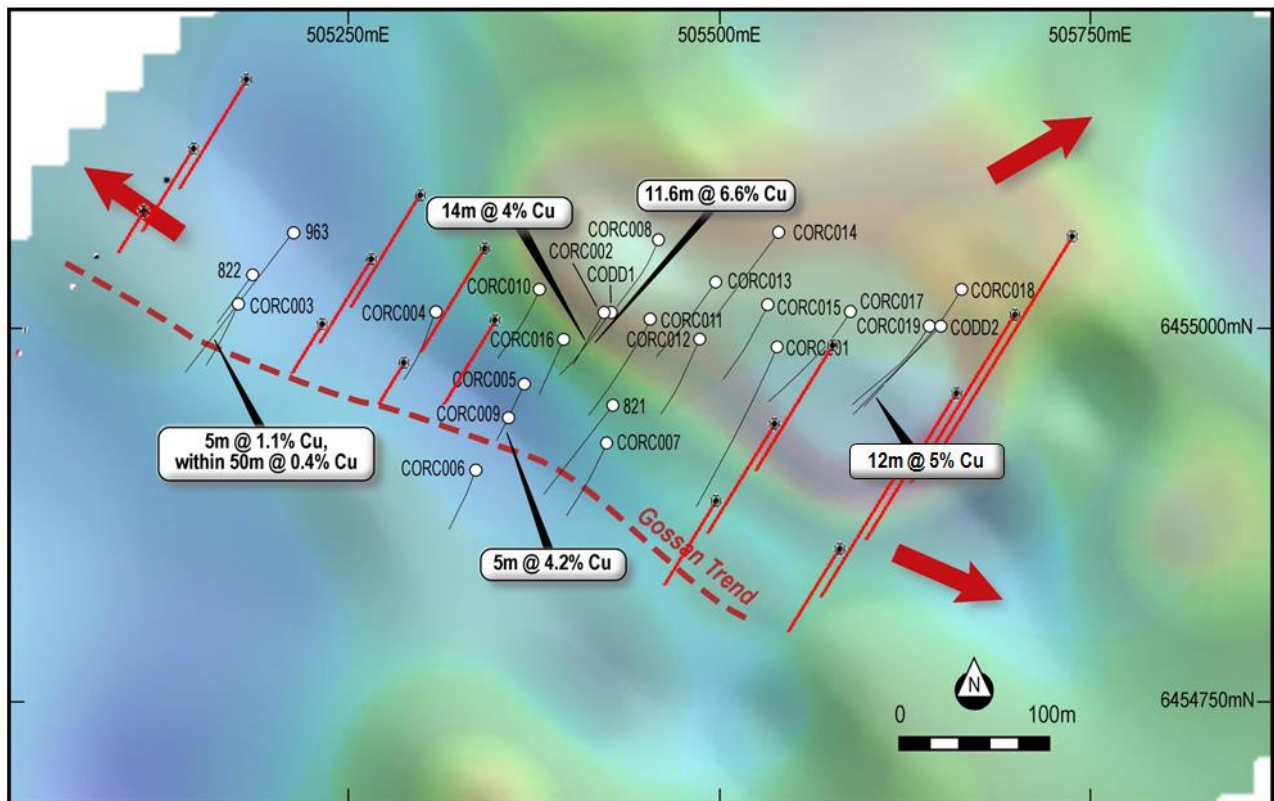 505250mE
505500mE
505750mE
963
14m @ 4% Cu
11.6m @ 6.6% Cu
CORC008
CORC002
CODD1
CORC014
822
CORC003
CORC010
CORC013
CORC004
CORC011
CORC015
CORC017
CORC018
CORC016
CORC012
CORC019
CODD2
6455000mN
CORC001
CORC005
CORC009
821
5m @ 1.1% Cu,
within 50m @ 0.4% Cu
CORC007
CORC006
12m @ 5% Cu
5m @ 4.2% Cu
Gossan Trend
N
6454750mN
0
100m